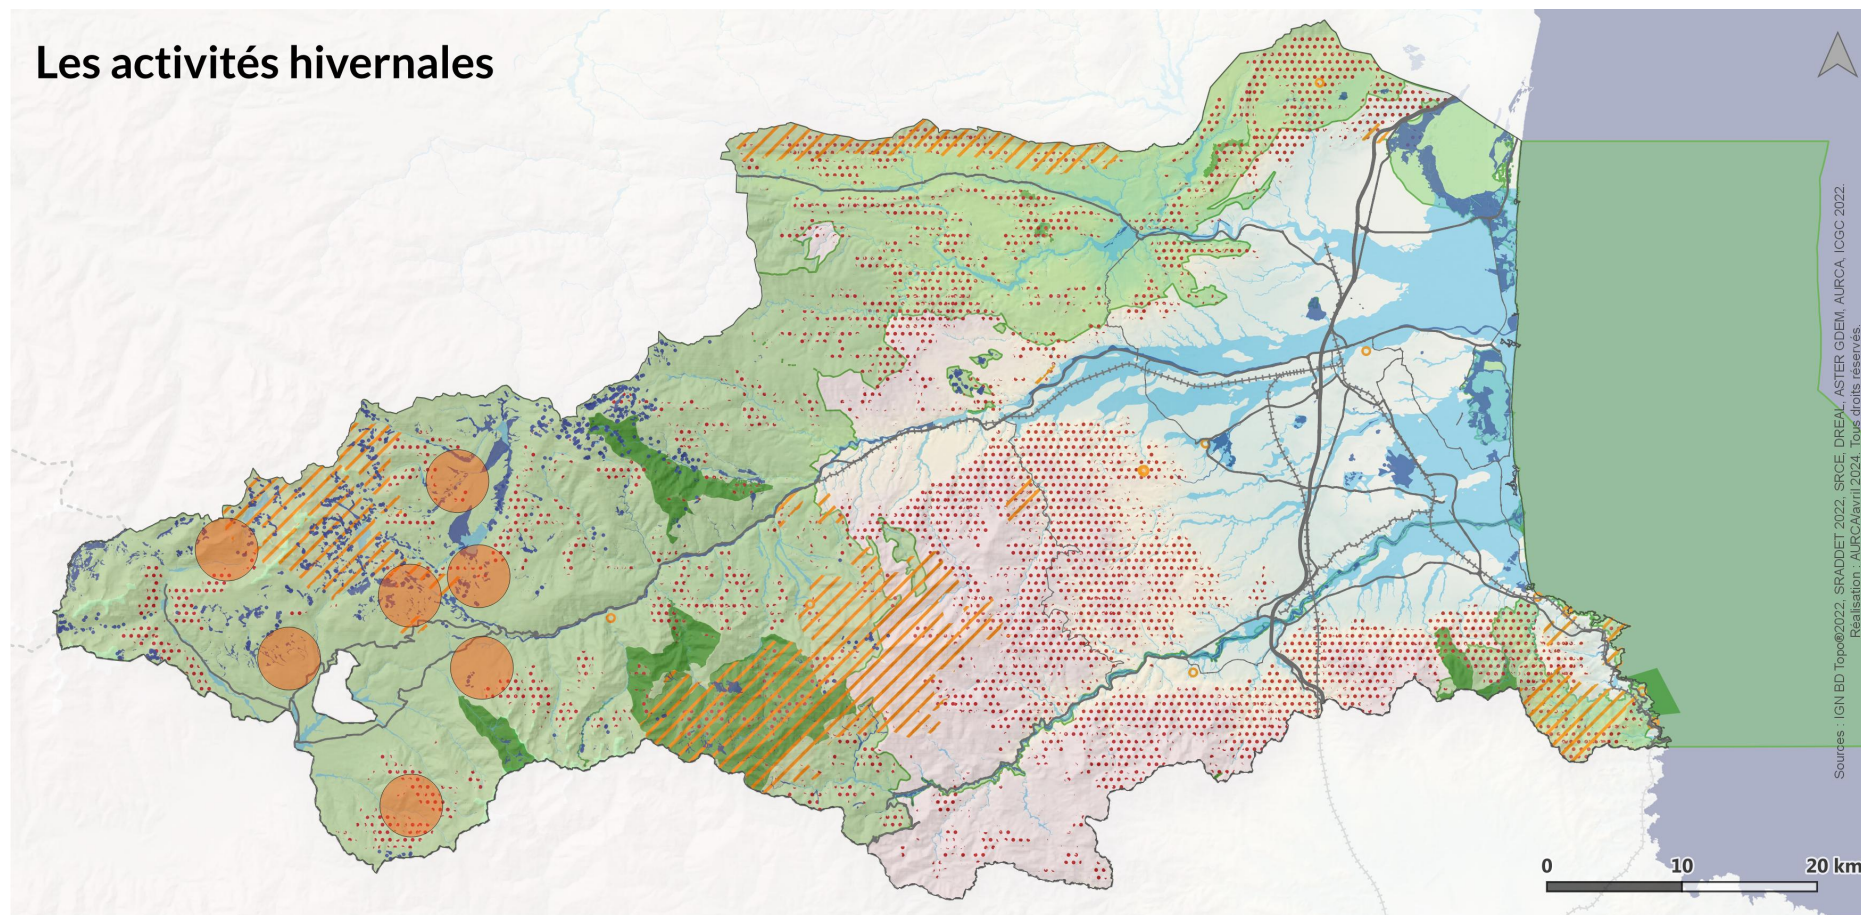 Les activités hivernales
Sources : IGN BD Topo®2022, SRADDET 2022, SRCE, DREAL, ASTER GDEM, AURCA, ICGC 2022.
Réalisation : AURCA/avril 2024. Tous droits réservés.
0 10 20 km